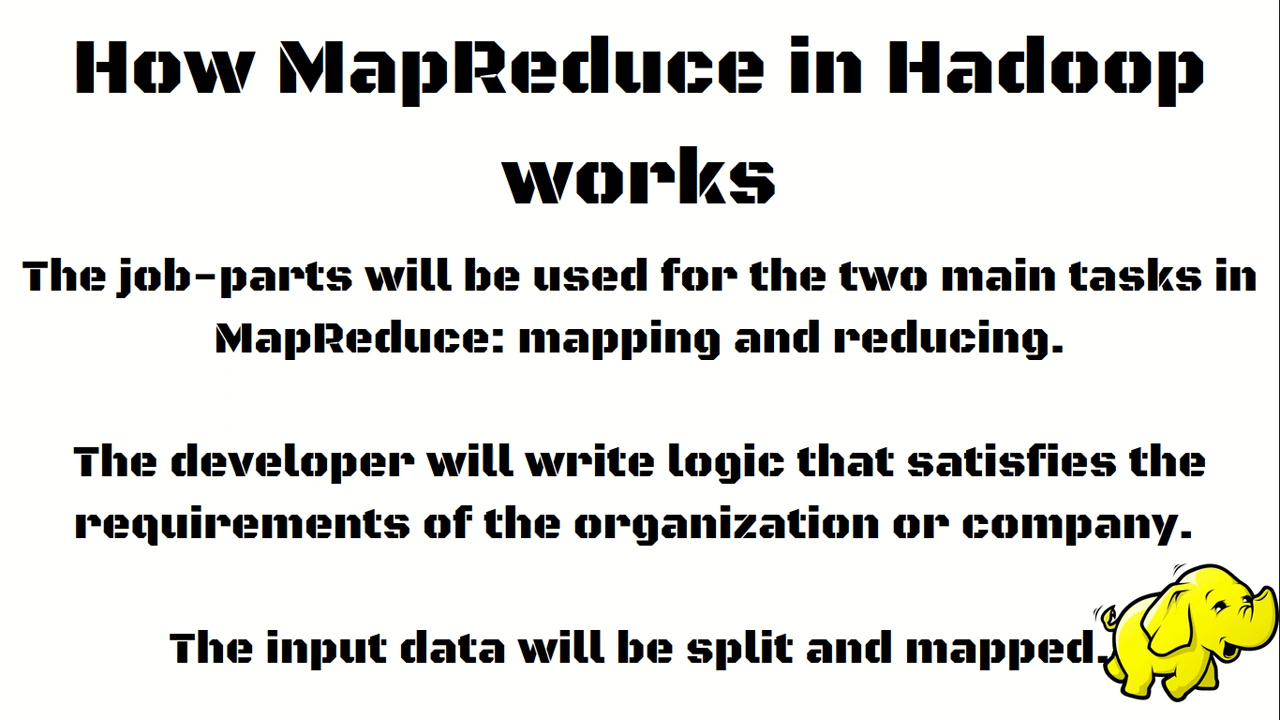 How MapReduce in Hadoop
works
The job-parts will be used for the two main tasks in
MapReduce: mapping and reducing.
The developer will write logic that satisfies the
requirements of the organization or company.
The input data will be split and mapped.